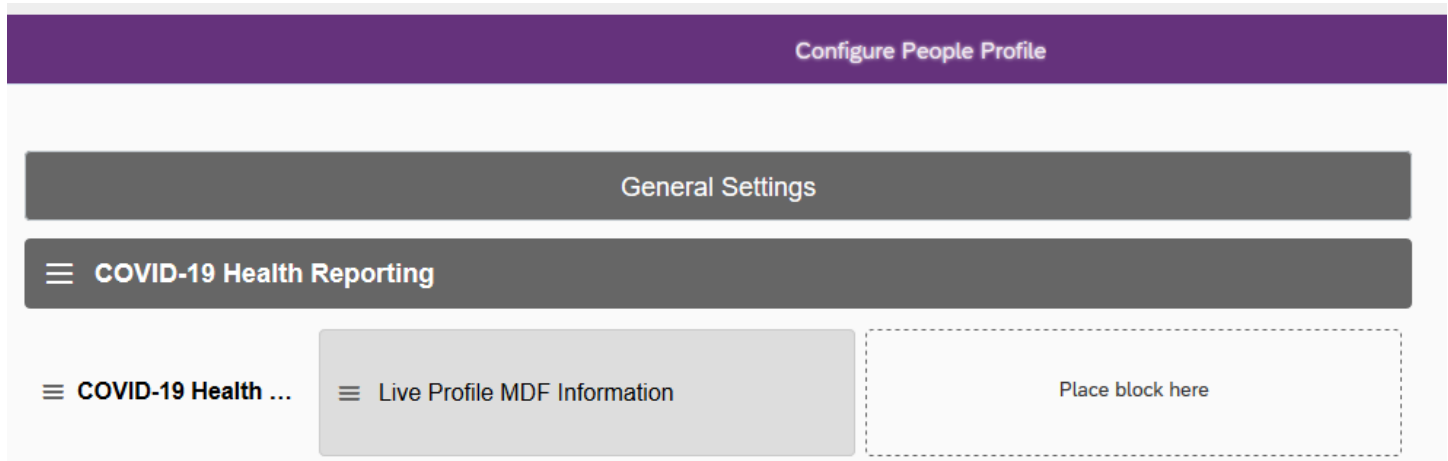 Configure People Profile
General Settings
COVID-19 Health Reporting
COVID-19 Health ...
Live Profile MDF Information
Place block here